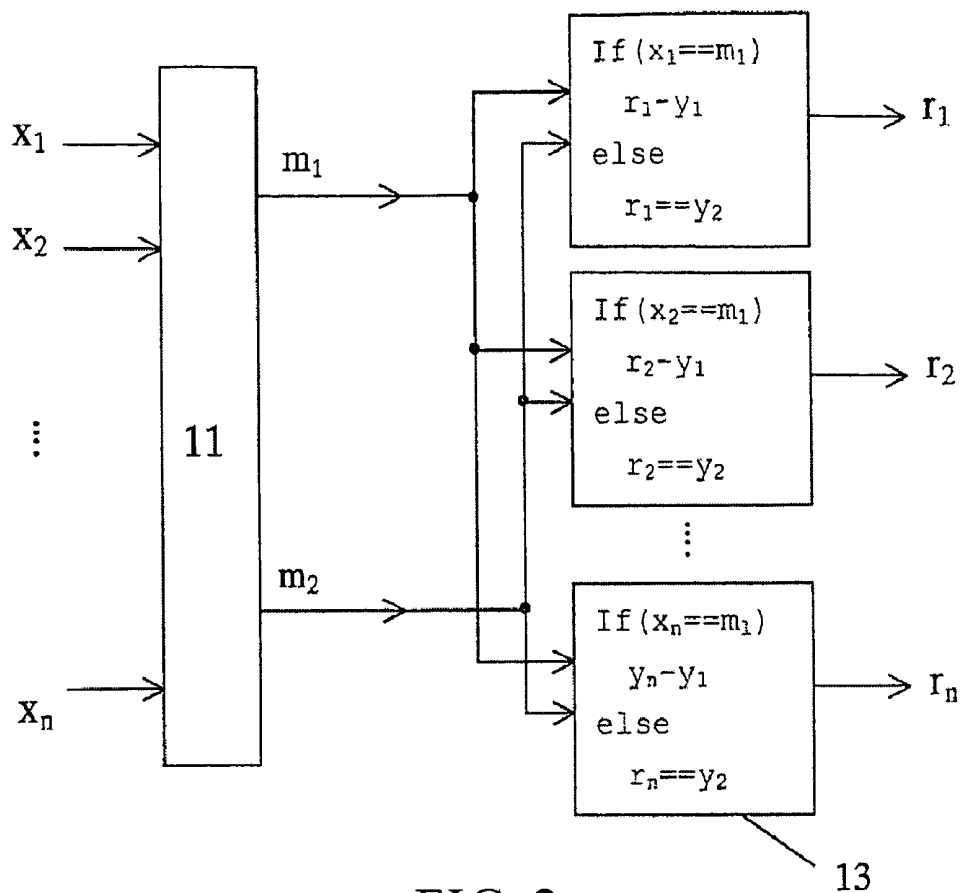 x₁
x₂
⋮
xₙ
11
m₁
m₂
If(x₁==m₁)
r₁-y₁
else
r₁==y₂
r₁
If(x₂==m₁)
r₂-y₁
else
r₂==y₂
r₂
⋮
If(xₙ==m₁)
yₙ-y₁
else
rₙ==y₂
rₙ
13